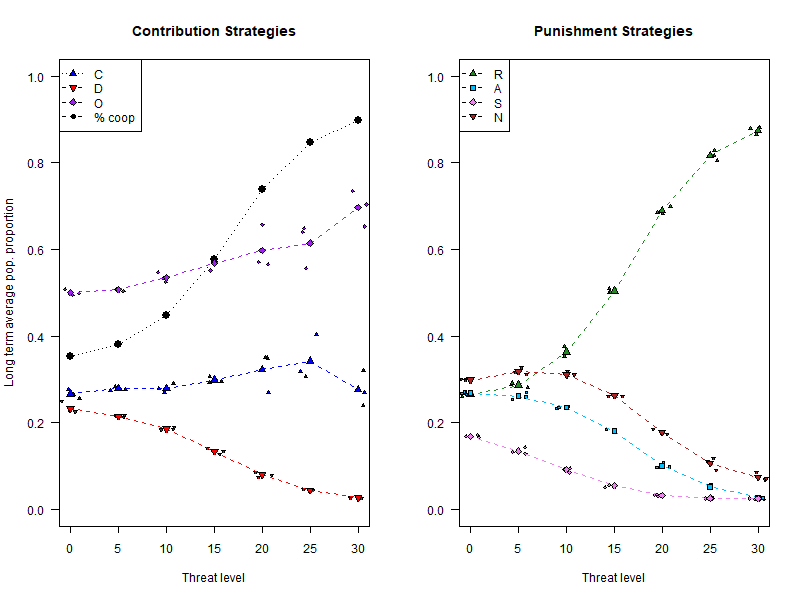 Contribution Strategies
C
D
O
% coop
Long term average pop. proportion
1.0
0.8
0.6
0.4
0.2
0.0
0 5 10 15 20 25 30
Threat level
Punishment Strategies
R
A
S
N
1.0
0.8
0.6
0.4
0.2
0.0
0 5 10 15 20 25 30
Threat level